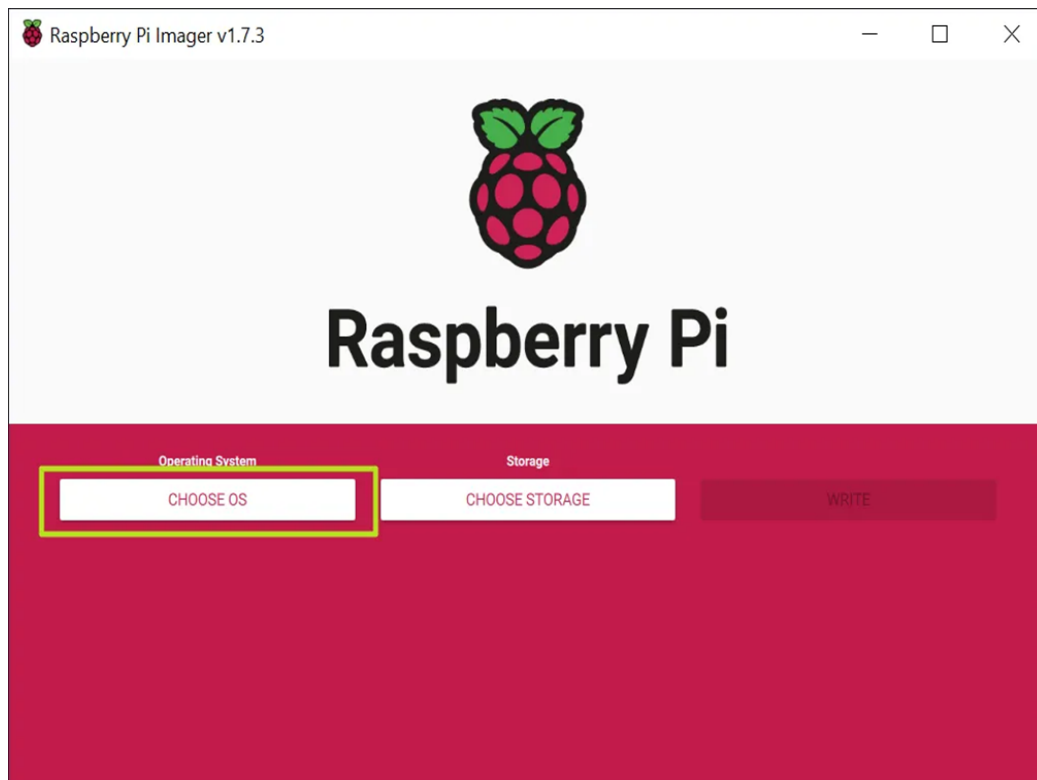 Raspberry Pi Imager v1.7.3
Raspberry Pi
Operating System
Storage
CHOOSE OS
CHOOSE STORAGE
WRITE